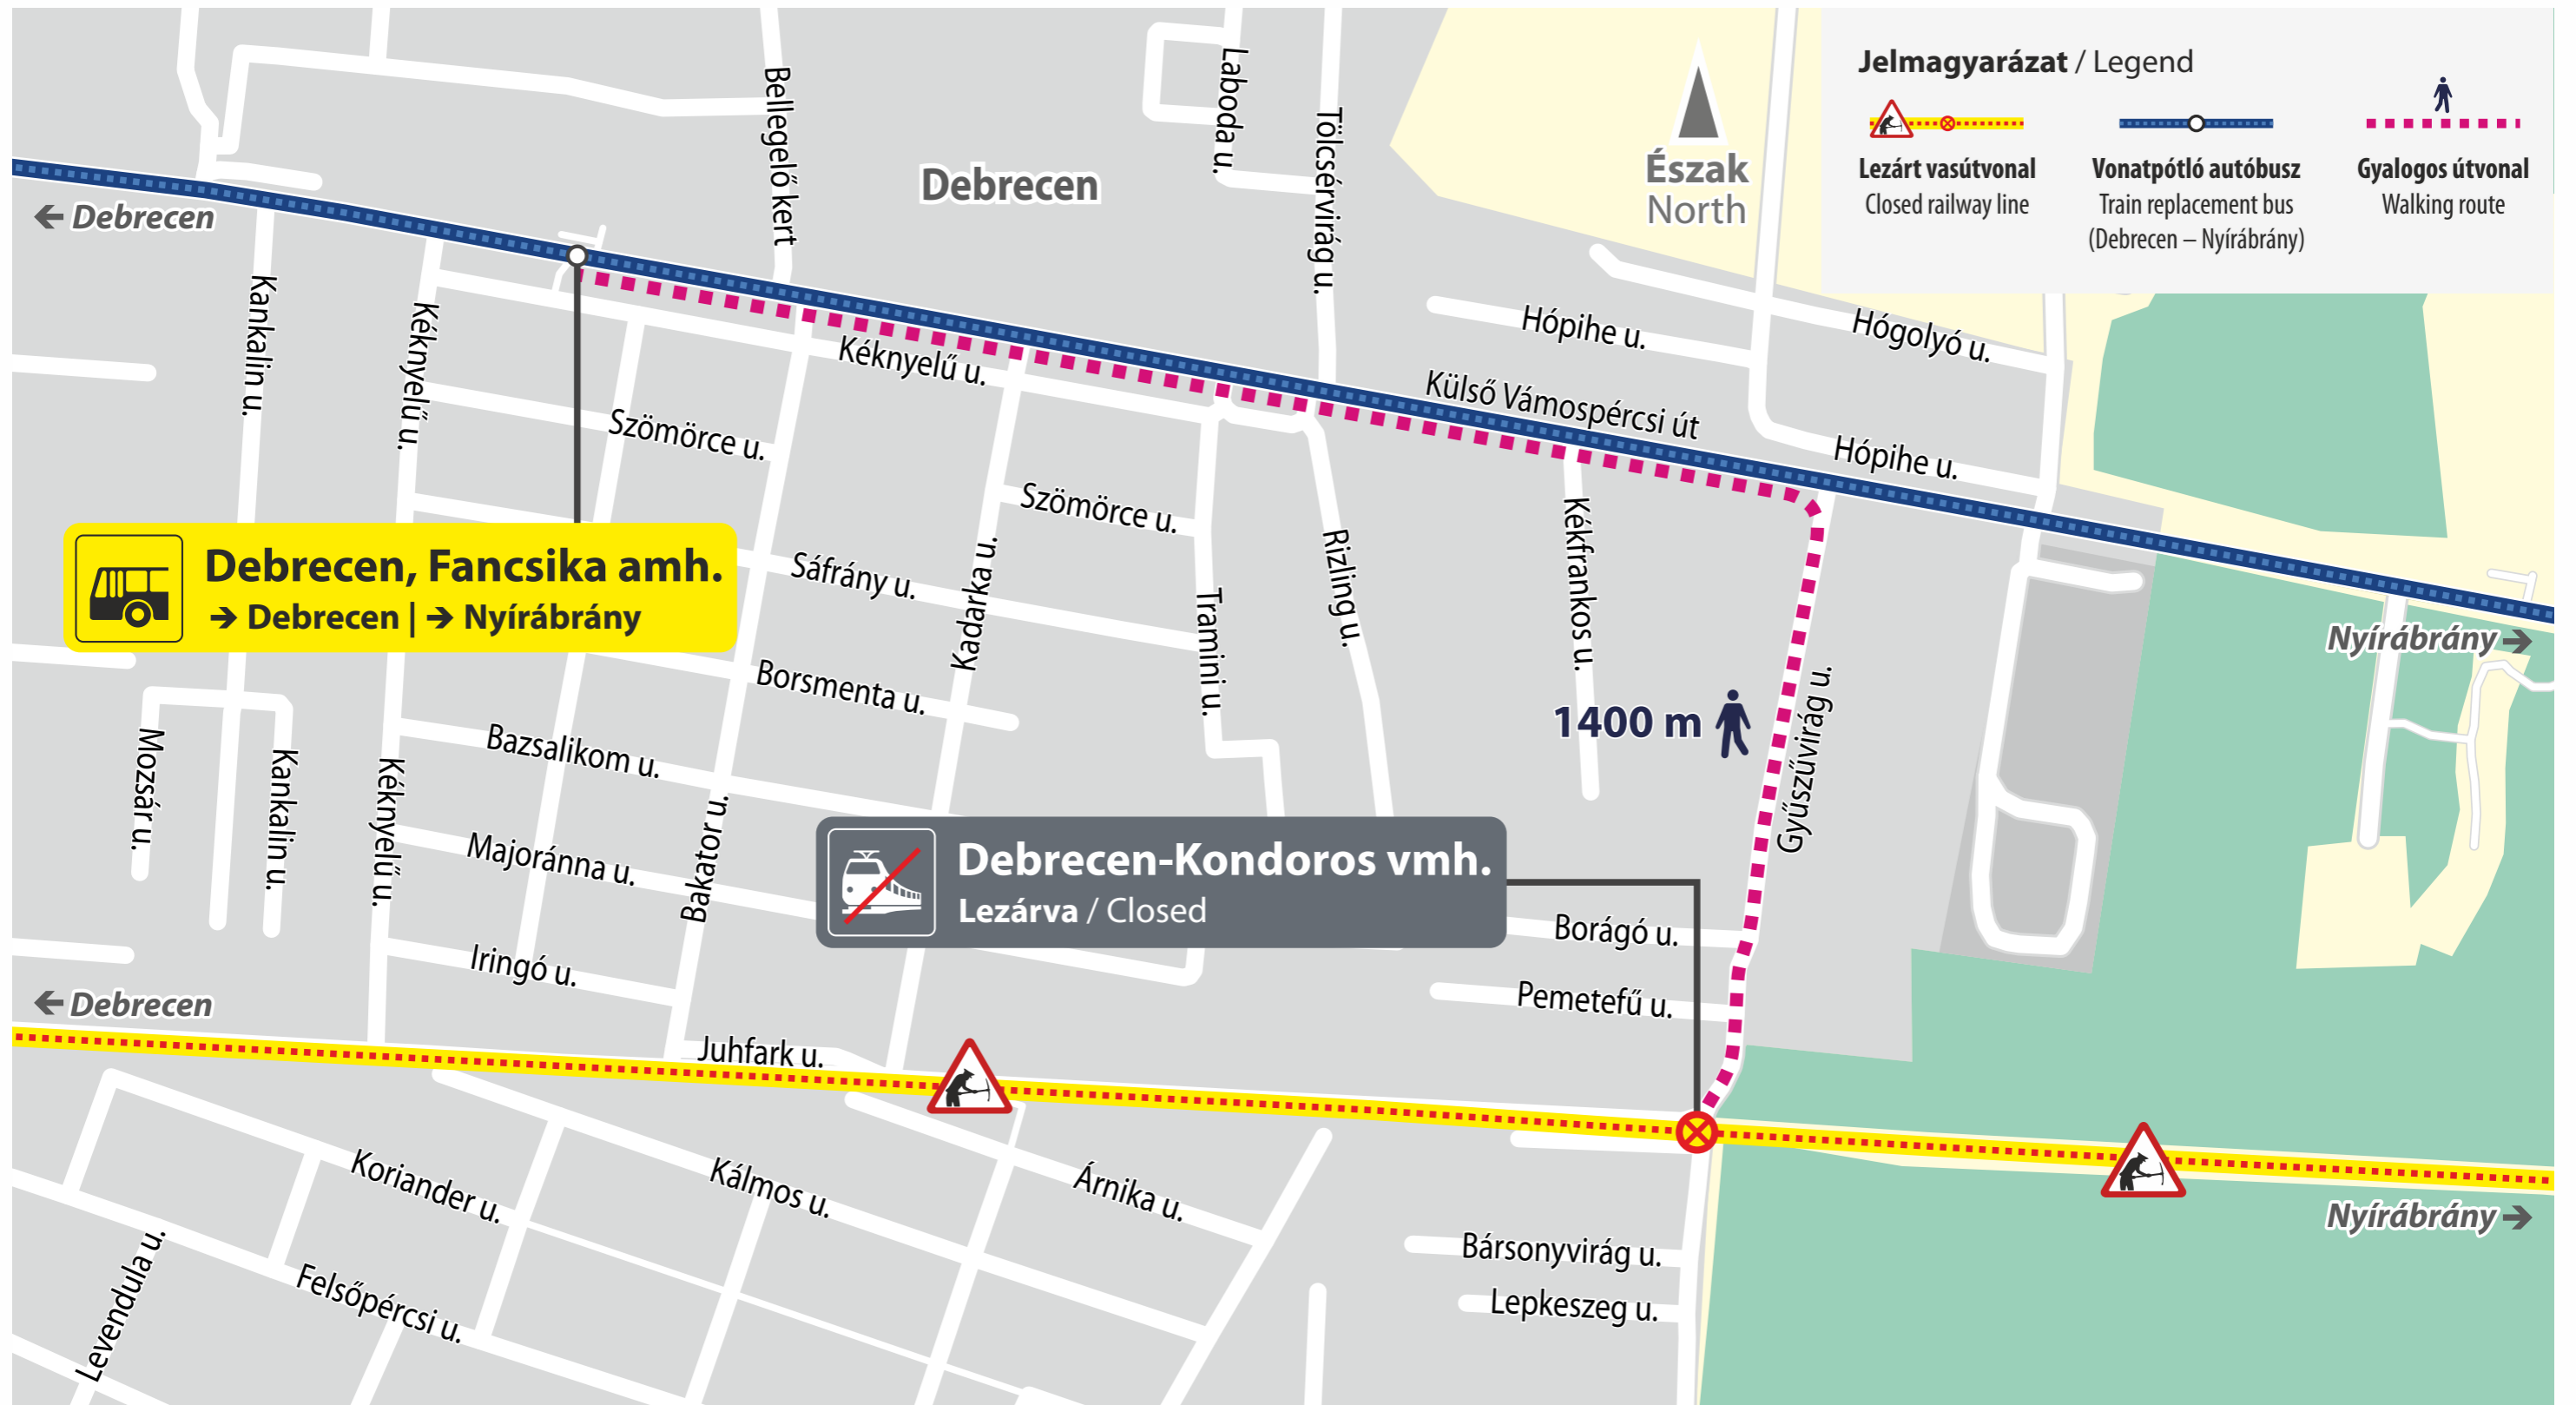 Jelmagyarázat / Legend
Lezárt vasútvonal
Closed railway line
Vonatpótló autóbusz
Train replacement bus
(Debrecen – Nyírábrány)
Gyalogos útvonal
Walking route
Észak
North
Debrecen
← Debrecen
Bellegelő kert
Laboda u.
Tölcsérvirág u.
Kankalin u.
Kéknyelű u.
Kéknyelű u.
Hópihe u.
Hógolyó u.
Külső Vámospércsi út
Hópihe u.
Szömörce u.
Szömörce u.
Debrecen, Fancsika amh.
→ Debrecen | → Nyírábrány
Sáfrány u.
Kadarka u.
Tramini u.
Rizling u.
Kékfrankos u.
Nyírábrány →
Borsmenta u.
1400 m
Gyűszűvirág u.
Mozsár u.
Kankalin u.
Kéknyelű u.
Bazsalikom u.
Majoránna u.
Bakator u.
Debrecen-Kondoros vmh.
Lezárva / Closed
Borágó u.
Iringó u.
Pemetefű u.
← Debrecen
Juhfark u.
Koriander u.
Kálmos u.
Árnika u.
Nyírábrány →
Bársonyvirág u.
Lepkeszeg u.
Levendula u.
Felsőpércsi u.